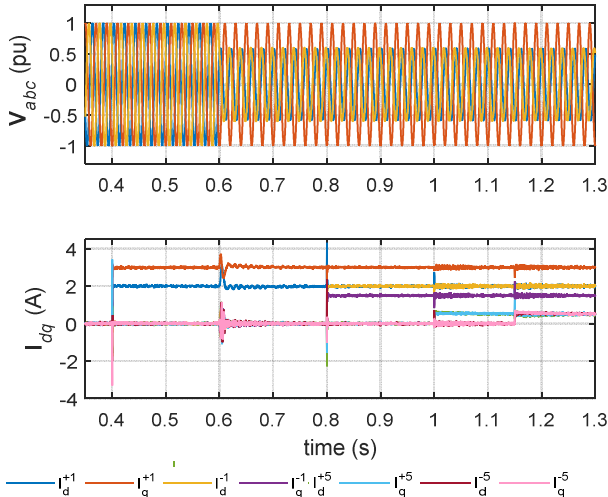 1
0.5
0
-0.5
-1
V_abc (pu)
0.4 0.5 0.6 0.7 0.8 0.9 1 1.1 1.2 1.3
4
2
0
-2
-4
I_dq (A)
0.4 0.5 0.6 0.7 0.8 0.9 1 1.1 1.2 1.3
time (s)
I_d^{+1} I_q^{+1} I_d^{-1} I_q^{-1} I_d^{+5} I_q^{+5} I_d^{-5} I_q^{-5}